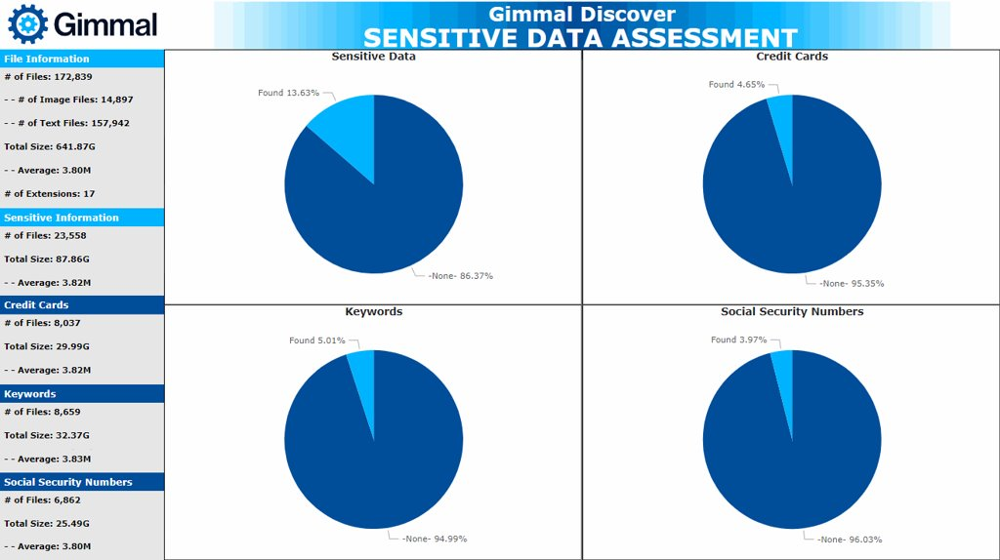 Gimmal
Gimmal Discover
SENSITIVE DATA ASSESSMENT
File Information
# of Files: 172,839
- - # of Image Files: 14,897
- - # of Text Files: 157,942
Total Size: 641.87G
- - Average: 3.80M
# of Extensions: 17
Sensitive Information
# of Files: 23,558
Total Size: 87.86G
- - Average: 3.82M
Credit Cards
# of Files: 8,037
Total Size: 29.99G
- - Average: 3.82M
Keywords
# of Files: 8,659
Total Size: 32.37G
- - Average: 3.83M
Social Security Numbers
# of Files: 6,862
Total Size: 25.49G
- - Average: 3.80M
Sensitive Data
Found 13.63%
-None- 86.37%
Credit Cards
Found 4.65%
-None- 95.35%
Keywords
Found 5.01%
-None- 94.99%
Social Security Numbers
Found 3.97%
-None- 96.03%